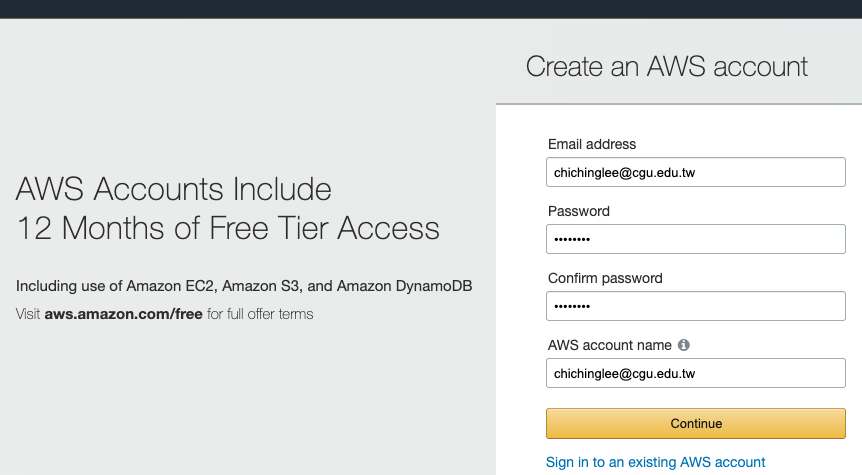 Create an AWS account
AWS Accounts Include
12 Months of Free Tier Access
Including use of Amazon EC2, Amazon S3, and Amazon DynamoDB
Visit aws.amazon.com/free for full offer terms
Email address
chichinglee@cgu.edu.tw
Password
••••••••
Confirm password
••••••••
AWS account name
chichinglee@cgu.edu.tw
Continue
Sign in to an existing AWS account